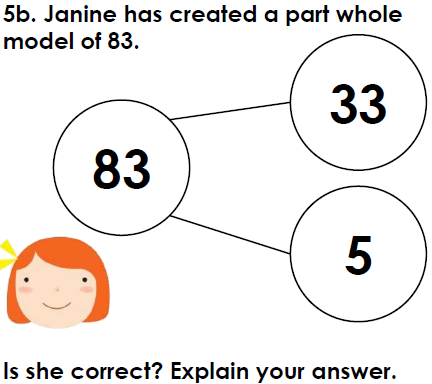 5b. Janine has created a part whole
model of 83.
33
83
5
Is she correct? Explain your answer.